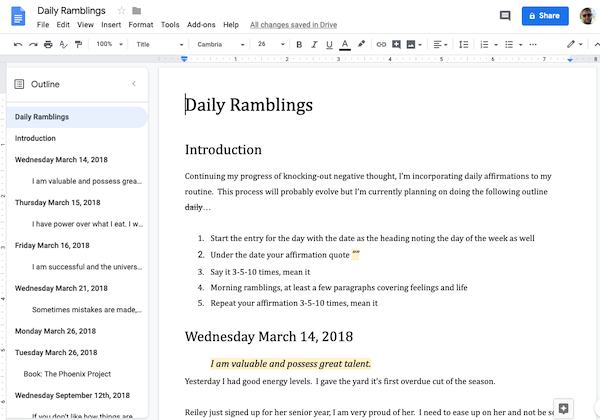 Daily Ramblings
File Edit View Insert Format Tools Add-ons Help All changes saved in Drive
Share
100% Title Cambria 26 B I U A
1 2 3 4 5 6 7 8
Outline
Daily Ramblings
Introduction
Wednesday March 14, 2018
I am valuable and possess grea...
Thursday March 15, 2018
I have power over what I eat. I w...
Friday March 16, 2018
I am successful and the univers...
Wednesday March 21, 2018
Sometimes mistakes are made,...
Monday March 26, 2018
Tuesday March 26, 2018
Book: The Phoenix Project
Wednesday September 12th, 2018
If you don't like how things are
Daily Ramblings
Introduction
Continuing my progress of knocking-out negative thought, I'm incorporating daily affirmations to my
routine. This process will probably evolve but I'm currently planning on doing the following outline
daily…
1. Start the entry for the day with the date as the heading noting the day of the week as well
2. Under the date your affirmation quote ""
3. Say it 3-5-10 times, mean it
4. Morning ramblings, at least a few paragraphs covering feelings and life
5. Repeat your affirmation 3-5-10 times, mean it
Wednesday March 14, 2018
I am valuable and possess great talent.
Yesterday I had good energy levels. I gave the yard it's first overdue cut of the season.
Reiley just signed up for her senior year, I am very proud of her. I need to ease up on her and not be so